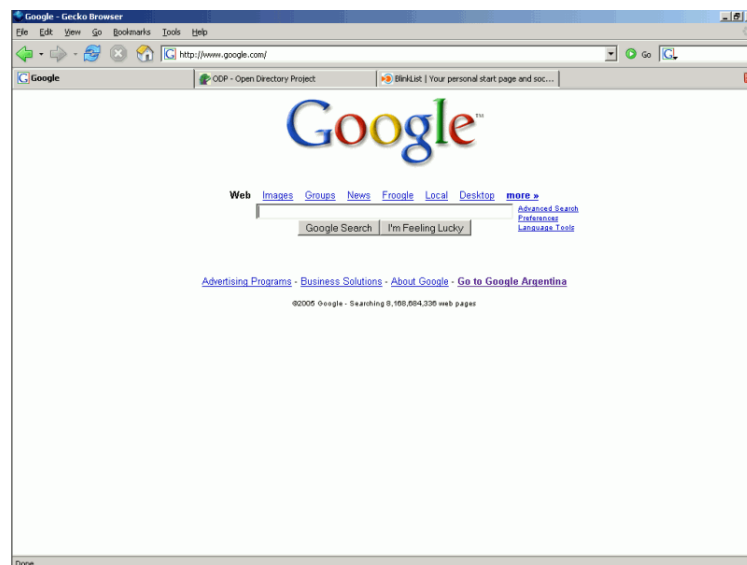 Google - Gecko Browser
File Edit View Go Bookmarks Tools Help
G http://www.google.com/ Go G
G Google ODP - Open Directory Project BlinkList | Your personal start page and soc...
Google™
Web Images Groups News Froogle Local Desktop more »
Advanced Search
Preferences
Language Tools
Google Search I'm Feeling Lucky
Advertising Programs - Business Solutions - About Google - Go to Google Argentina
©2005 Google - Searching 8,168,684,336 web pages
Done